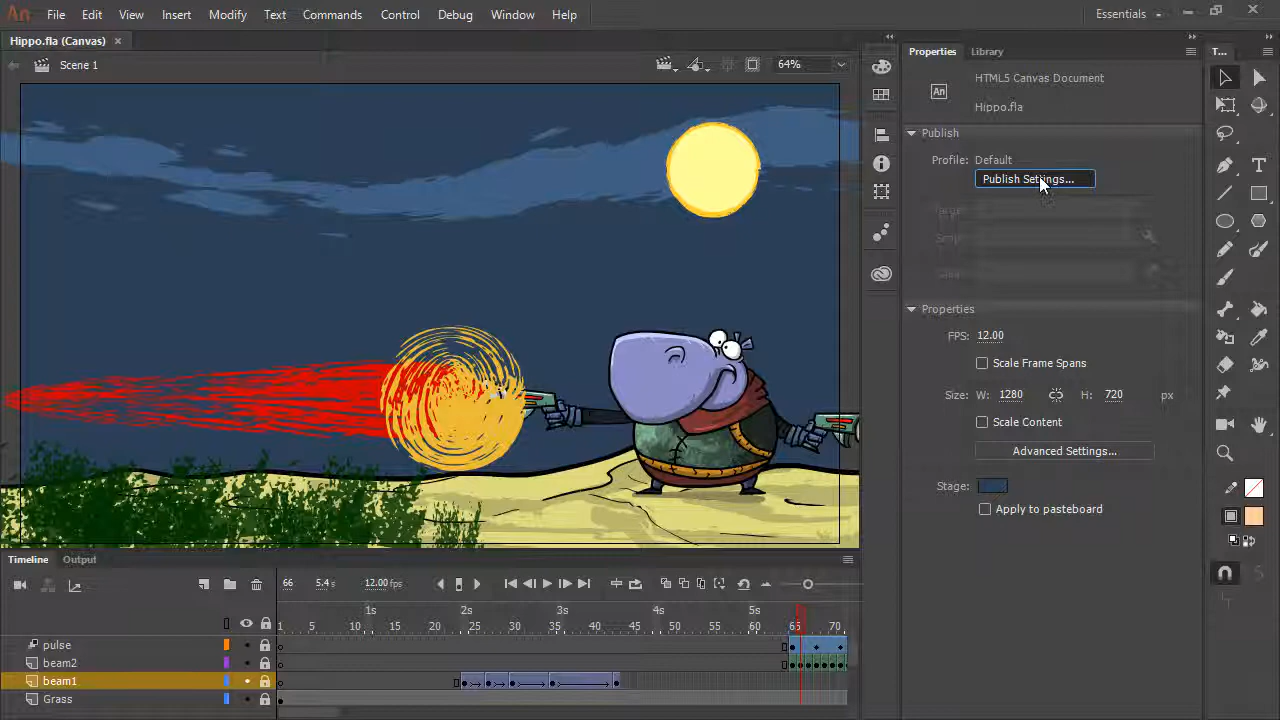 An File Edit View Insert Modify Text Commands Control Debug Window Help Essentials
Hippo.fla (Canvas) ×
Scene 1 64%
Properties Library T...
HTML5 Canvas Document
An
Hippo.fla
Publish
Profile: Default
Publish Settings...
Properties
FPS: 12.00
Scale Frame Spans
Size: W: 1280 H: 720 px
Scale Content
Advanced Settings...
Stage:
Apply to pasteboard
Timeline Output
66 5.4s 12.00fps
1s 2s 3s 4s 5s
1 5 10 15 20 25 30 35 40 45 50 55 60 65 70
pulse
beam2
beam1
Grass